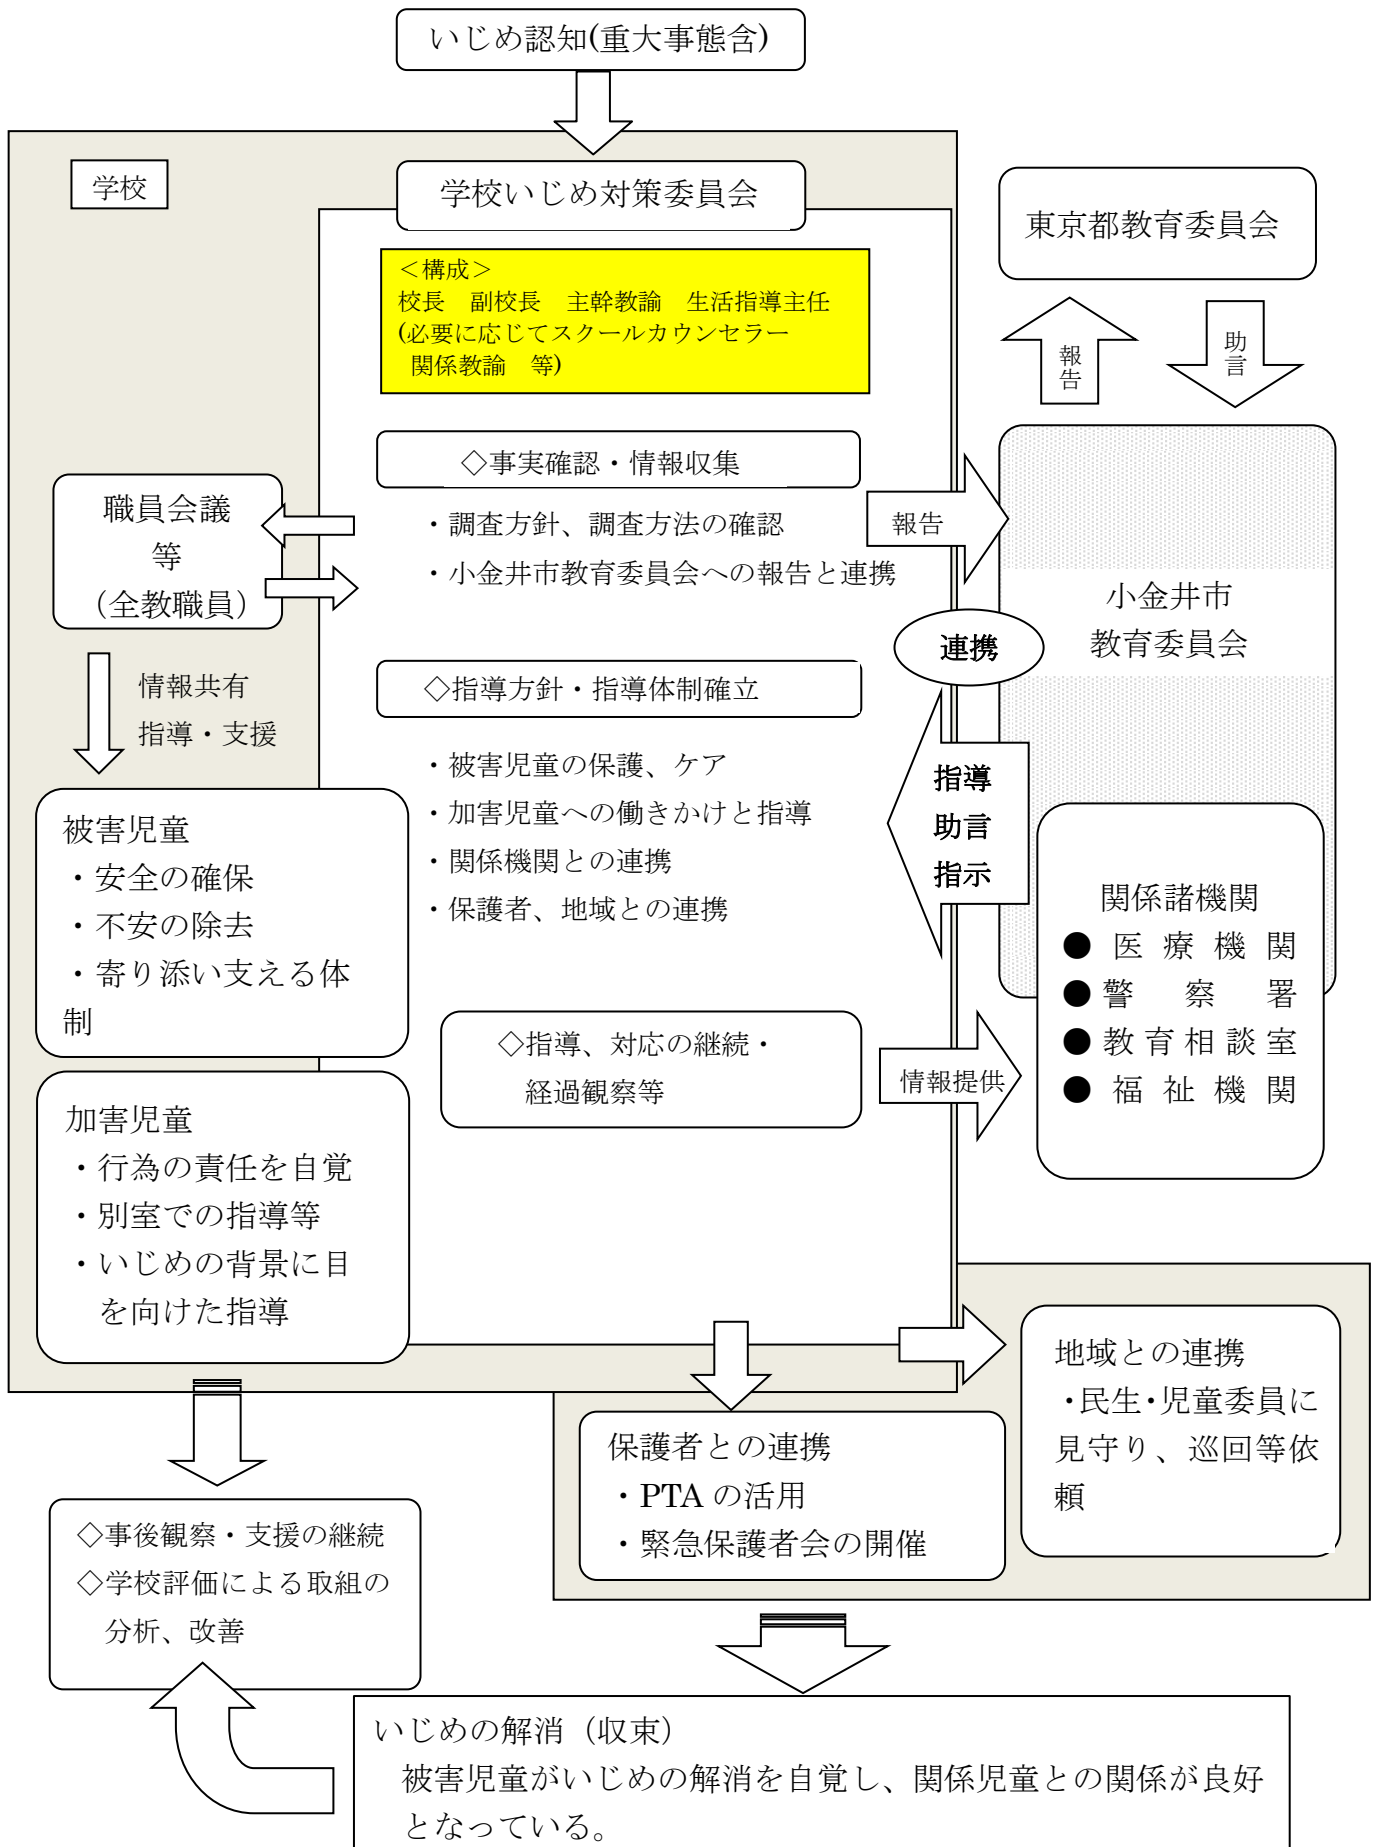 いじめ認知(重大事態含)
学校
学校いじめ対策委員会
＜構成＞
校長　副校長　主幹教諭　生活指導主任
(必要に応じてスクールカウンセラー
関係教諭　等)
東京都教育委員会
報告
助言
◇事実確認・情報収集
・調査方針、調査方法の確認
・小金井市教育委員会への報告と連携
職員会議
等
（全教職員）
報告
小金井市
教育委員会
連携
情報共有
指導・支援
◇指導方針・指導体制確立
・被害児童の保護、ケア
・加害児童への働きかけと指導
・関係機関との連携
・保護者、地域との連携
指導
助言
指示
被害児童
・安全の確保
・不安の除去
・寄り添い支える体
制
関係諸機関
●医療機関
●警察署
●教育相談室
●福祉機関
◇指導、対応の継続・
経過観察等
情報提供
加害児童
・行為の責任を自覚
・別室での指導等
・いじめの背景に目
を向けた指導
地域との連携
・民生・児童委員に
見守り、巡回等依
頼
保護者との連携
・PTA の活用
・緊急保護者会の開催
◇事後観察・支援の継続
◇学校評価による取組の
分析、改善
いじめの解消（収束）
被害児童がいじめの解消を自覚し、関係児童との関係が良好
となっている。